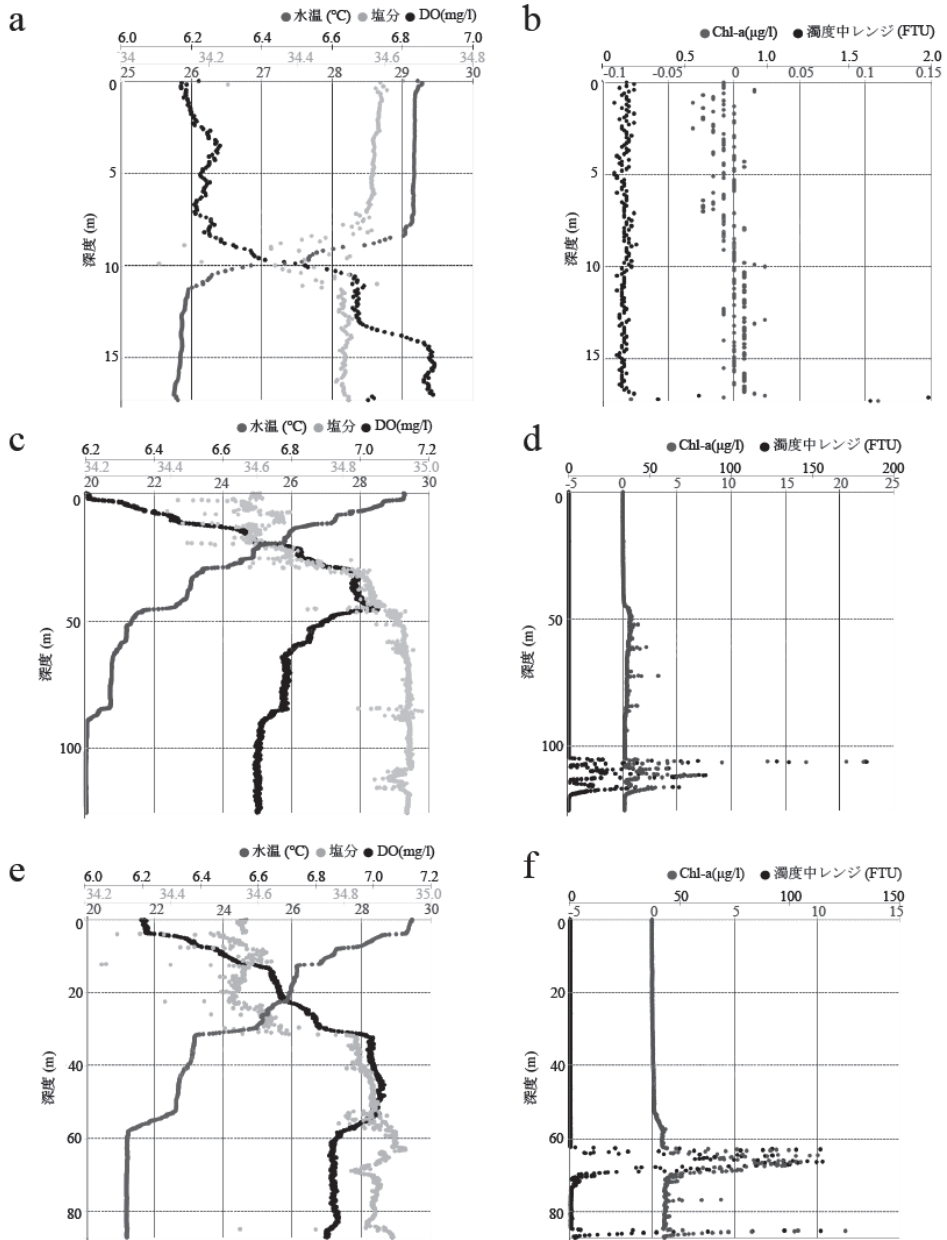 a
●水温 (℃) ●塩分 ●DO(mg/l)
6.0 6.2 6.4 6.6 6.8 7.0
34 34.2 34.4 34.6 34.8
25 26 27 28 29 30
0
5
10
15
深度 (m)
b
●Chl-a(μg/l) ●濁度中レンジ (FTU)
0 0.5 1.0 1.5 2.0
-0.1 -0.05 0 0.05 0.1 0.15
0
5
10
15
深度 (m)
c
●水温 (℃) ●塩分 ●DO(mg/l)
6.2 6.4 6.6 6.8 7.0 7.2
34.2 34.4 34.6 34.8 35.0
20 22 24 26 28 30
0
50
100
深度 (m)
d
●Chl-a(μg/l) ●濁度中レンジ (FTU)
0 50 100 150 200
-5 0 5 10 15 20 25
0
50
100
深度 (m)
e
●水温 (℃) ●塩分 ●DO(mg/l)
6.0 6.2 6.4 6.6 6.8 7.0 7.2
34.2 34.4 34.6 34.8 35.0
20 22 24 26 28 30
0
20
40
60
80
深度 (m)
f
●Chl-a(μg/l) ●濁度中レンジ (FTU)
0 50 100 150
-5 0 5 10 15
0
20
40
60
80
深度 (m)